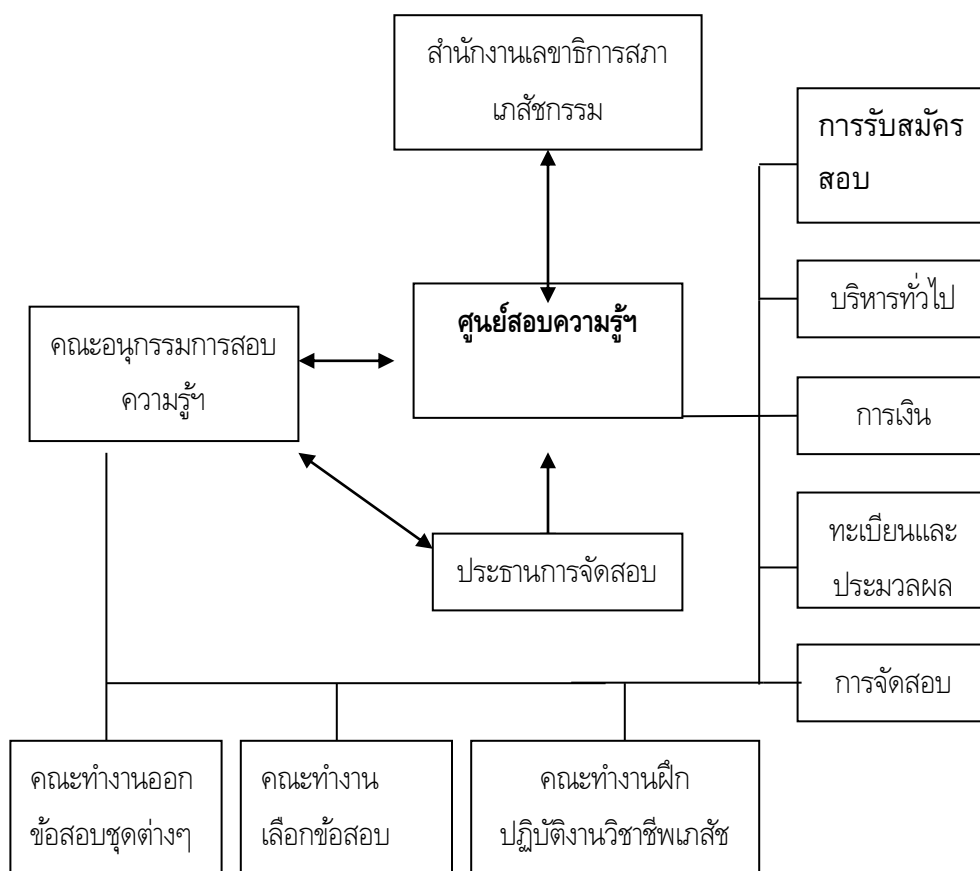 สำนักงานเลขาธิการสภา
เภสัชกรรม
การรับสมัคร
สอบ
บริหารทั่วไป
ศูนย์สอบความรู้ฯ
คณะอนุกรรมการสอบ
ความรู้ฯ
การเงิน
ทะเบียนและ
ประมวลผล
ประธานการจัดสอบ
การจัดสอบ
คณะทำงานออก
ข้อสอบชุดต่างๆ
คณะทำงาน
เลือกข้อสอบ
คณะทำงานฝึก
ปฏิบัติงานวิชาชีพเภสัช